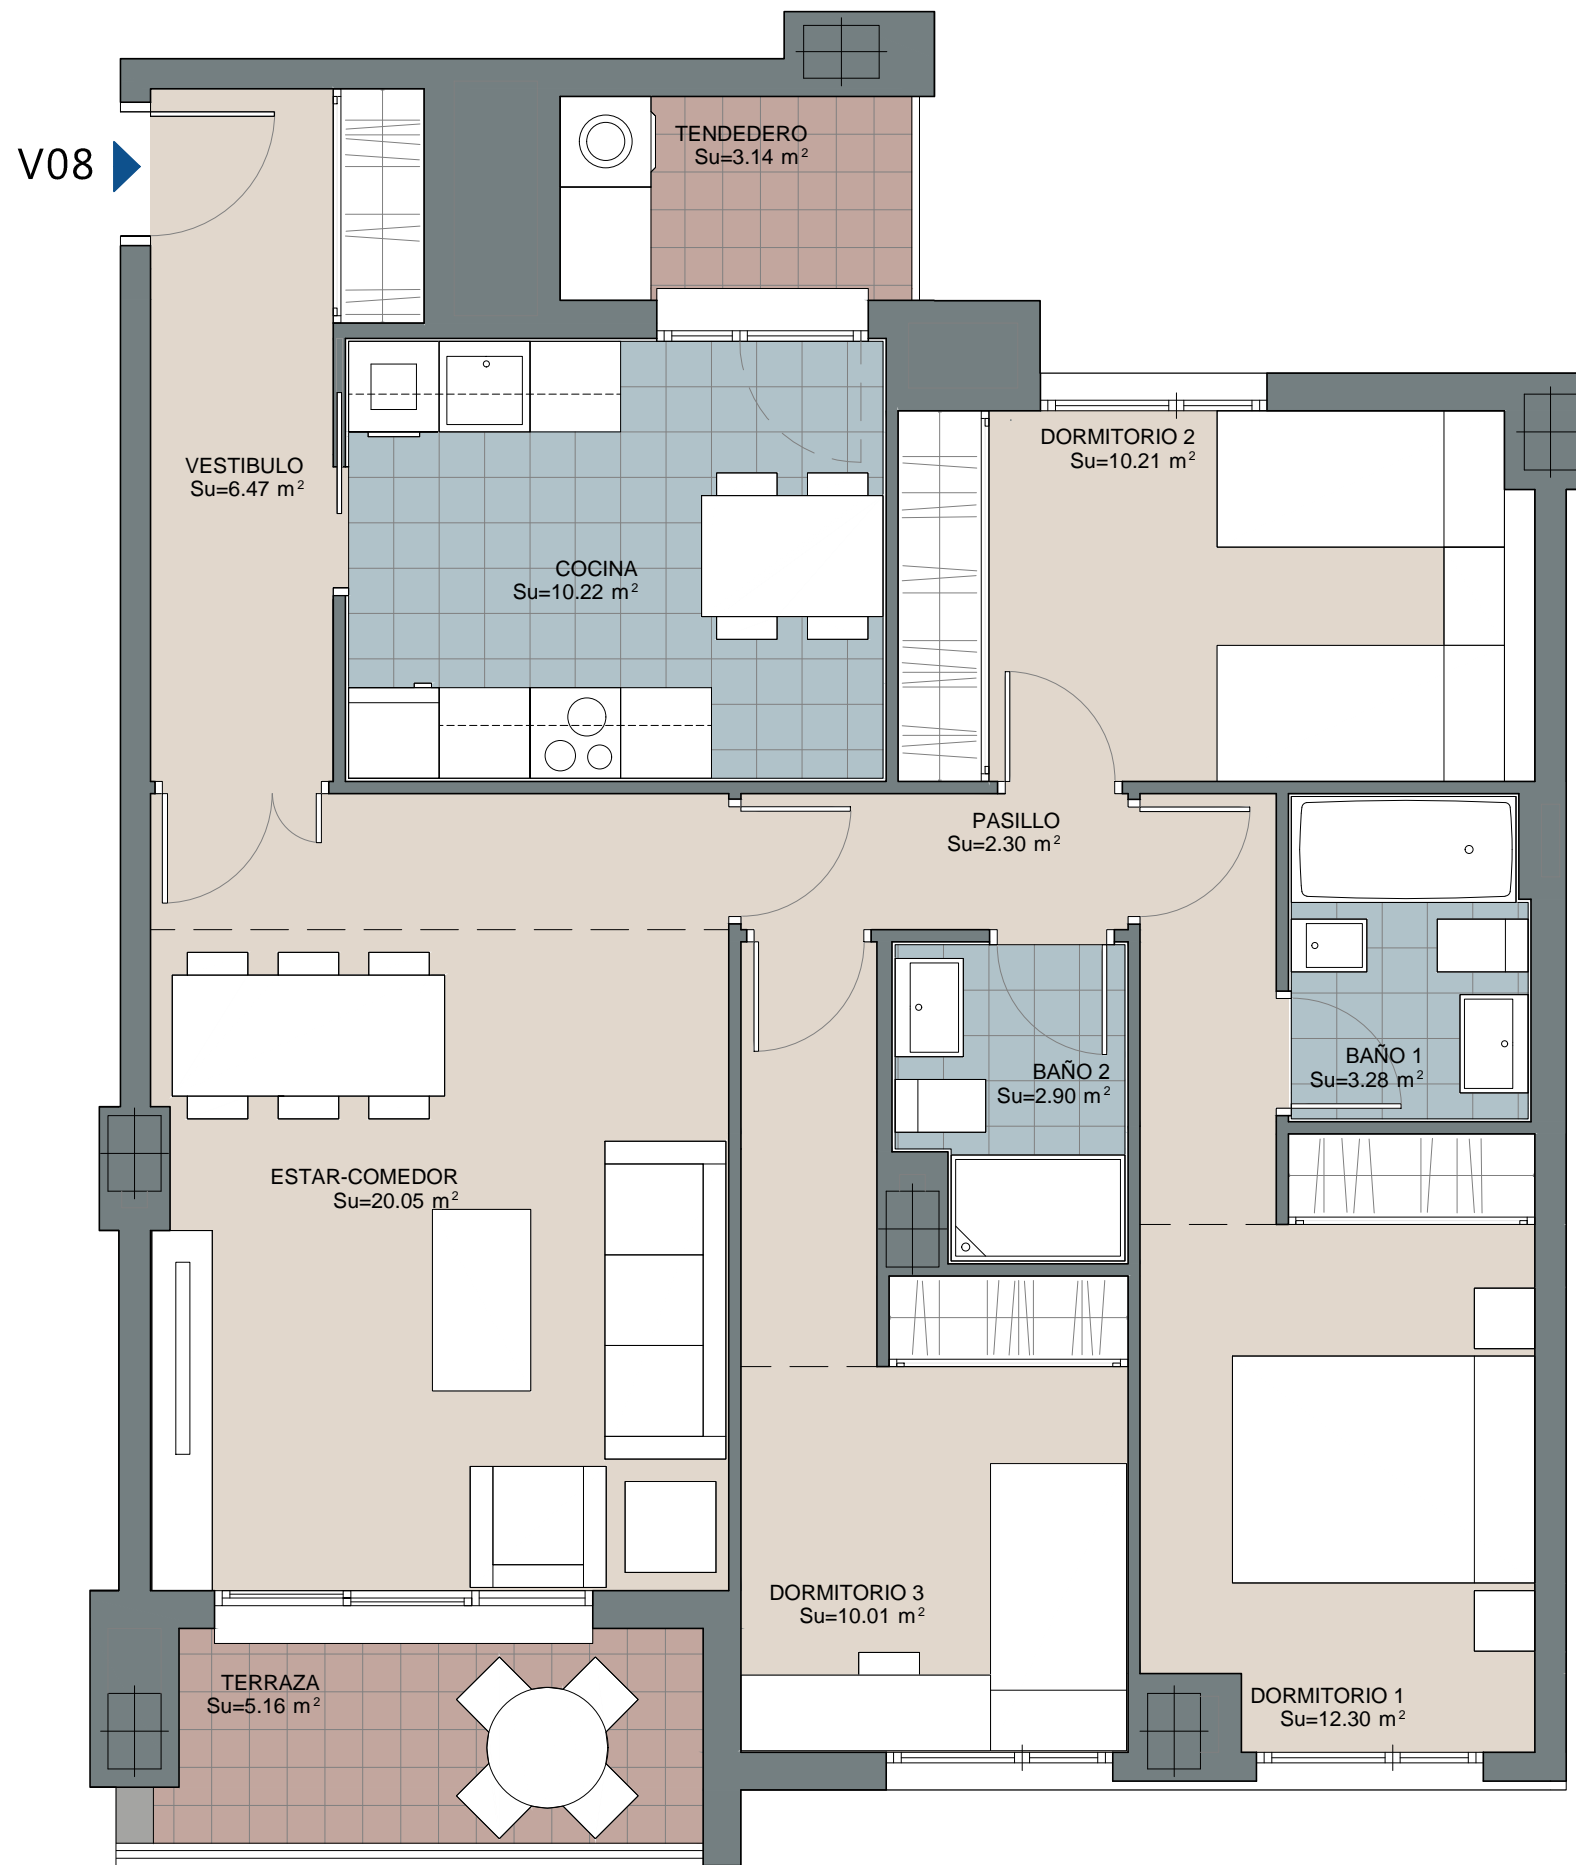 V08
TENDEDERO
Su=3.14 m²
VESTIBULO
Su=6.47 m²
DORMITORIO 2
Su=10.21 m²
COCINA
Su=10.22 m²
PASILLO
Su=2.30 m²
BAÑO 1
Su=3.28 m²
BAÑO 2
Su=2.90 m²
ESTAR-COMEDOR
Su=20.05 m²
DORMITORIO 3
Su=10.01 m²
TERRAZA
Su=5.16 m²
DORMITORIO 1
Su=12.30 m²